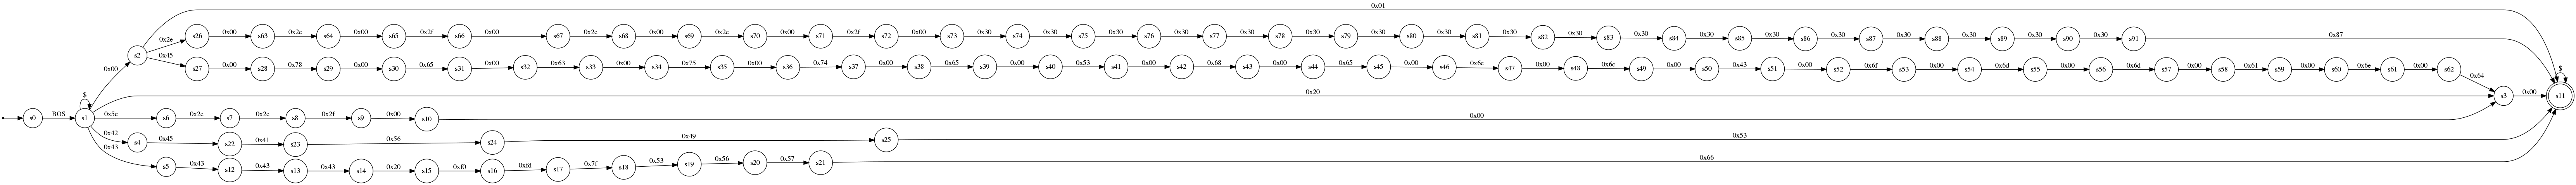 0x01
s26 0x00 s63 0x2e s64 0x00 s65 0x2f s66 0x00 s67 0x2e s68 0x00 s69 0x2e s70 0x00 s71 0x2f s72 0x00 s73 0x30 s74 0x30 s75 0x30 s76 0x30 s77 0x30 s78 0x30 s79 0x30 s80 0x30 s81 0x30 s82 0x30 s83 0x30 s84 0x30 s85 0x30 s86 0x30 s87 0x30 s88 0x30 s89 0x30 s90 0x30 s91 0x87
0x2e
s2 0x45
s27 0x00 s28 0x78 s29 0x00 s30 0x65 s31 0x00 s32 0x63 s33 0x00 s34 0x75 s35 0x00 s36 0x74 s37 0x00 s38 0x65 s39 0x00 s40 0x53 s41 0x00 s42 0x68 s43 0x00 s44 0x65 s45 0x00 s46 0x6c s47 0x00 s48 0x6c s49 0x00 s50 0x43 s51 0x00 s52 0x6f s53 0x00 s54 0x6d s55 0x00 s56 0x6d s57 0x00 s58 0x61 s59 0x00 s60 0x6e s61 0x00 s62 0x64
0x00
$ 0x20 s3 0x00 $ s11
s0 BOS s1 0x5c s6 0x2e s7 0x2e s8 0x2f s9 0x00 s10 0x00
0x42 s4 0x45 s22 0x41 s23 0x56 s24 0x49 s25 0x53
0x43 s5 0x43 s12 0x43 s13 0x43 s14 0x20 s15 0xf0 s16 0xfd s17 0x7f s18 0x53 s19 0x56 s20 0x57 s21 0x66